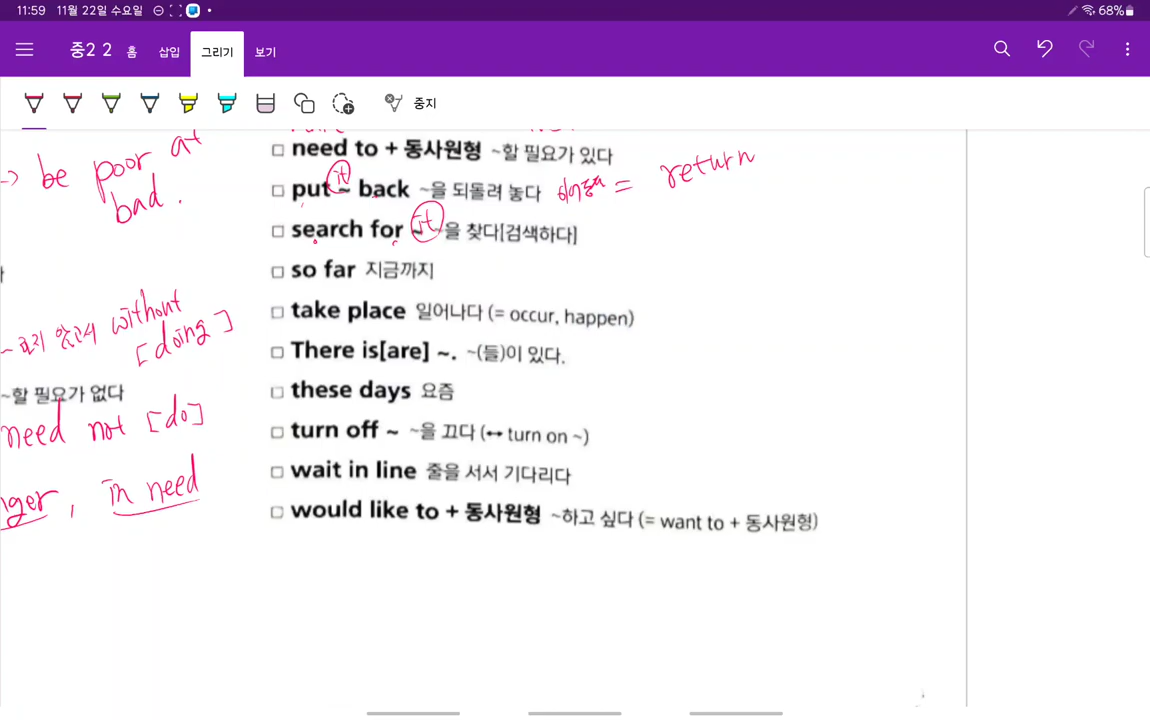 11:59 11월 22일 수요일 68%
중2 2 홈 삽입 그리기 보기
중지
-> be poor at
bad.
need to + 동사원형 ~할 필요가 있다
put ~ back ~을 되돌려 놓다 = return
it
search for ~ ~을 찾다[검색하다]
it
so far 지금까지
take place 일어나다 (= occur, happen)
without
[doing]
There is[are] ~. ~(들)이 있다.
these days 요즘
~할 필요가 없다
need not [do]
turn off ~ ~을 끄다 (↔ turn on ~)
wait in line 줄을 서서 기다리다
nger, in need
would like to + 동사원형 ~하고 싶다 (= want to + 동사원형)